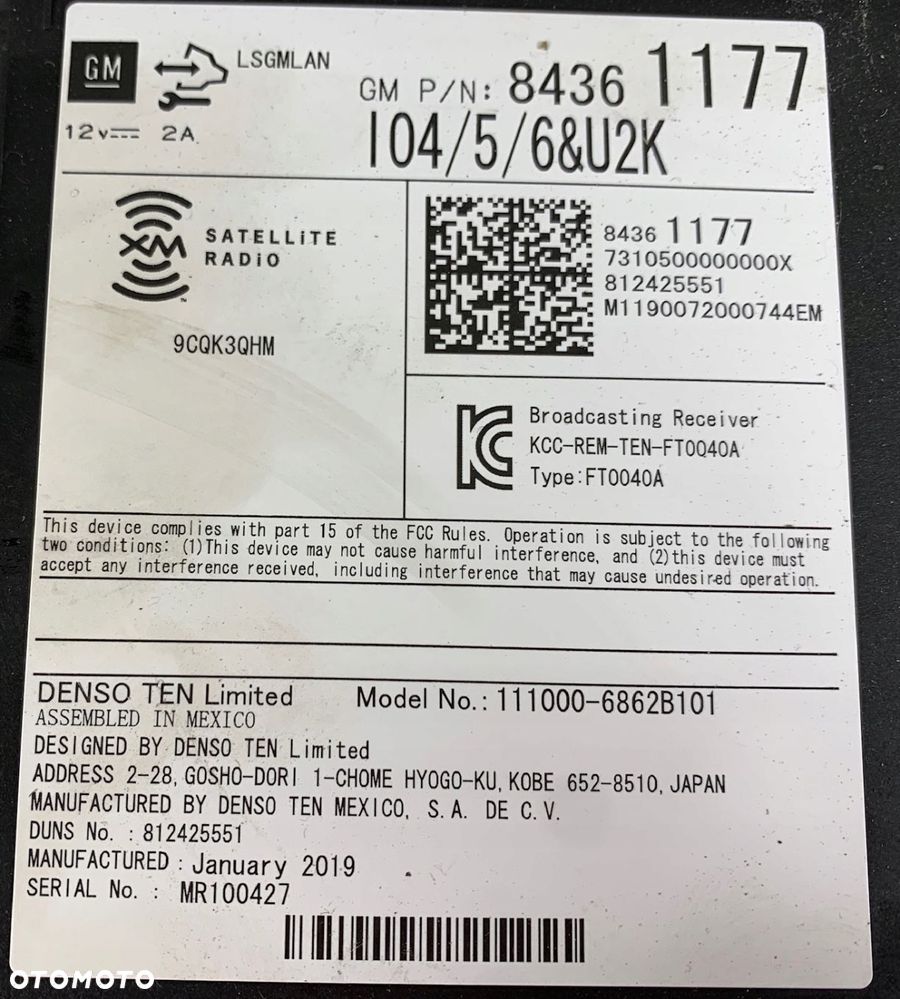 GM
LSGMLAN
GM P/N: 8436 1177
12v 2A
I04/5/6&U2K
XM SATELLiTE
RADiO
9CQK3QHM
8436 1177
7310500000000X
812425551
M1190072000744EM
KC
Broadcasting Receiver
KCC-REM-TEN-FT0040A
Type:FT0040A
This device complies with part 15 of the FCC Rules. Operation is subject to the following
two conditions: (1)This device may not cause harmful interference, and (2)this device must
accept any interference received, including interference that may cause undesired operation.
DENSO TEN Limited Model No.: 111000-6862B101
ASSEMBLED IN MEXICO
DESIGNED BY DENSO TEN Limited
ADDRESS 2-28, GOSHO-DORI 1-CHOME HYOGO-KU, KOBE 652-8510, JAPAN
MANUFACTURED BY DENSO TEN MEXICO, S.A. DE C.V.
DUNS No. : 812425551
MANUFACTURED : January 2019
SERIAL No. : MR100427
OTOMOTO